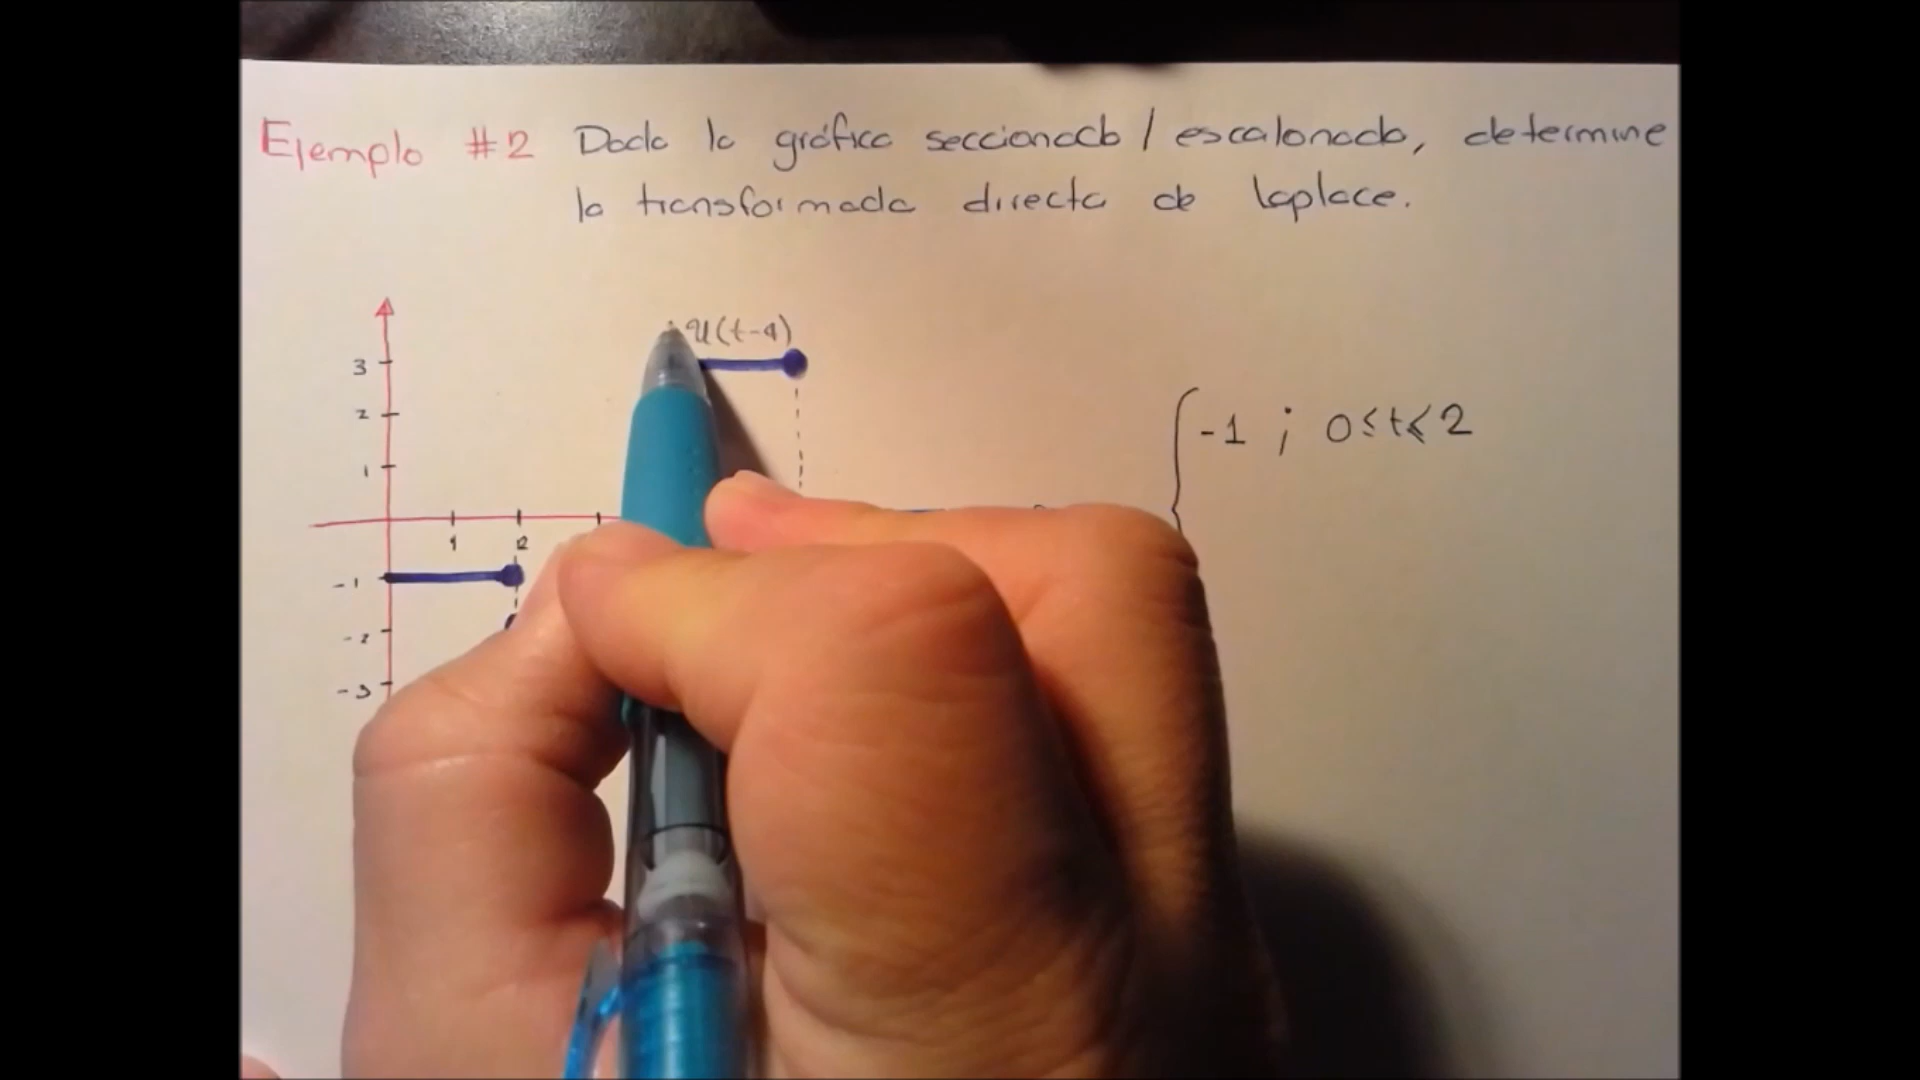 Ejemplo #2 Dada la gráfica seccionada / escalonada, determine
la transformada directa de Laplace.
U(t-4)
3
2
1
1 2
-1
-2
-3
-1 ; 0≤t≤2